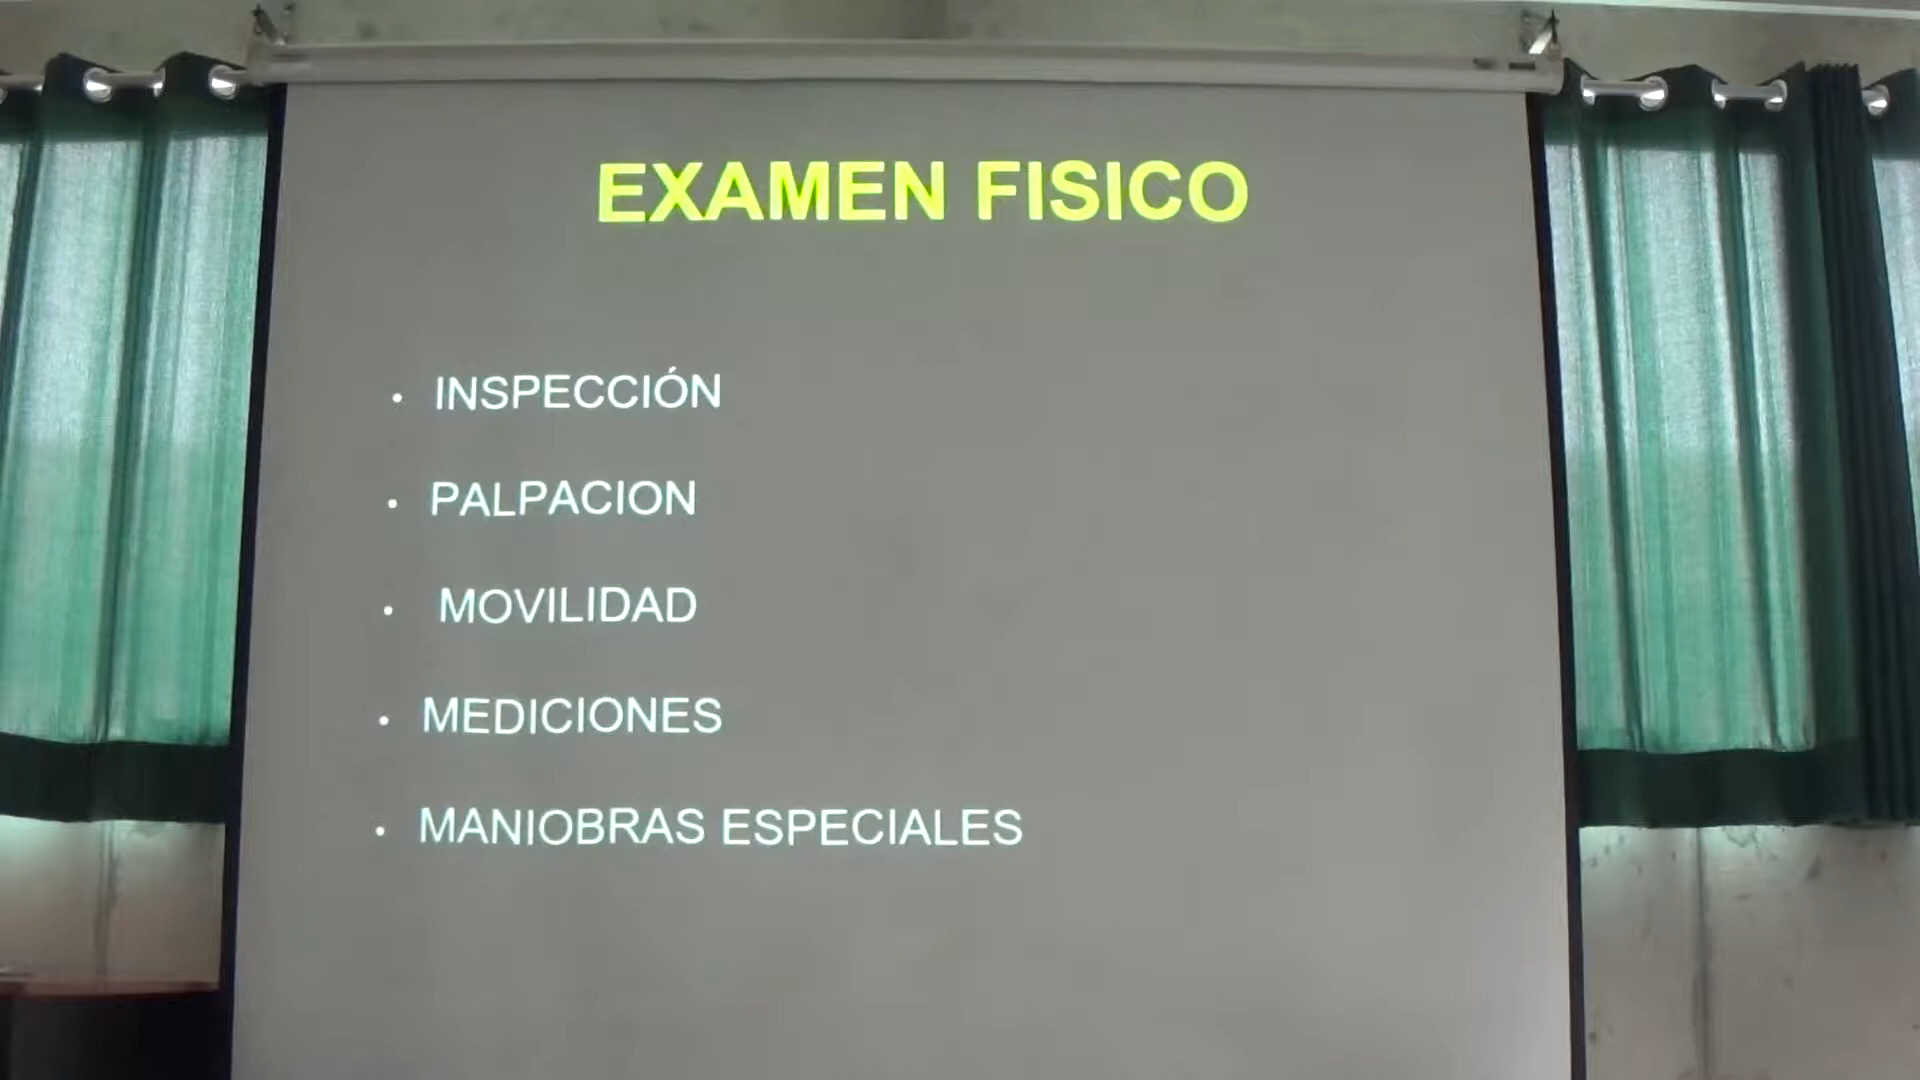 EXAMEN FISICO
• INSPECCIÓN
• PALPACION
• MOVILIDAD
• MEDICIONES
• MANIOBRAS ESPECIALES